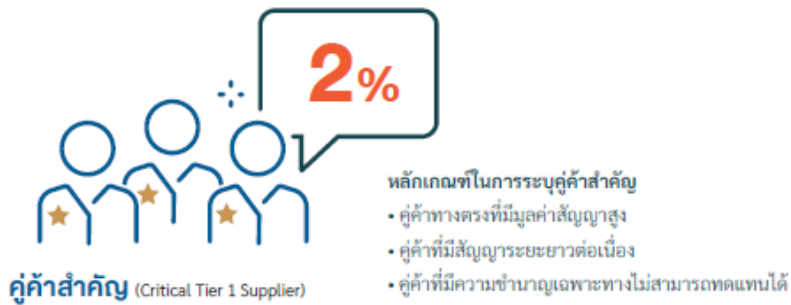 2%
หลักเกณฑ์ในการระบุคู่ค้าสำคัญ
• คู่ค้าทางตรงที่มีมูลค่าสัญญาสูง
• คู่ค้าที่มีสัญญาระยะยาวต่อเนื่อง
• คู่ค้าที่มีความชำนาญเฉพาะทางไม่สามารถทดแทนได้
คู่ค้าสำคัญ (Critical Tier 1 Supplier)